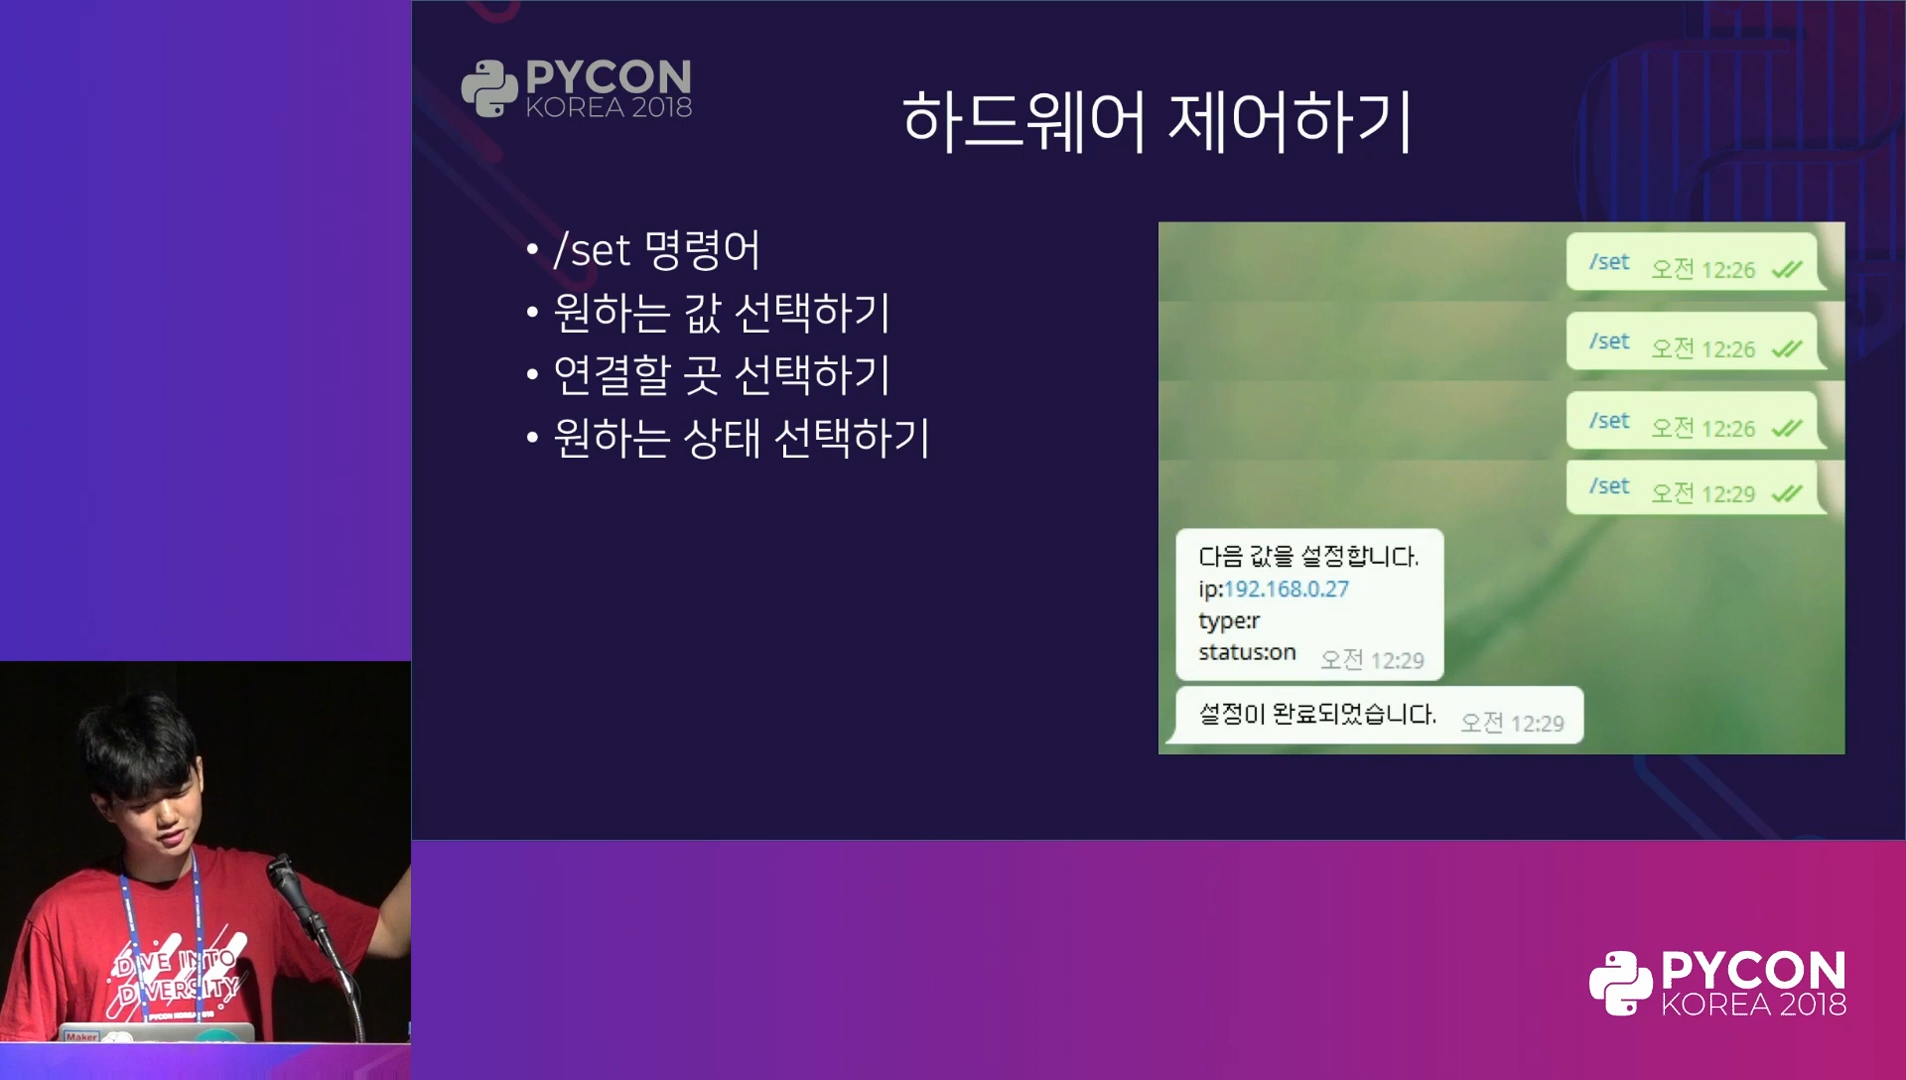 PYCON
KOREA 2018
하드웨어 제어하기
• /set 명령어
• 원하는 값 선택하기
• 연결할 곳 선택하기
• 원하는 상태 선택하기
/set 오전 12:26
/set 오전 12:26
/set 오전 12:26
/set 오전 12:29
다음 값을 설정합니다.
ip:192.168.0.27
type:r
status:on 오전 12:29
설정이 완료되었습니다. 오전 12:29
DIVE INTO
DIVERSITY
PYCON KOREA 2018
Maker
PYCON
KOREA 2018